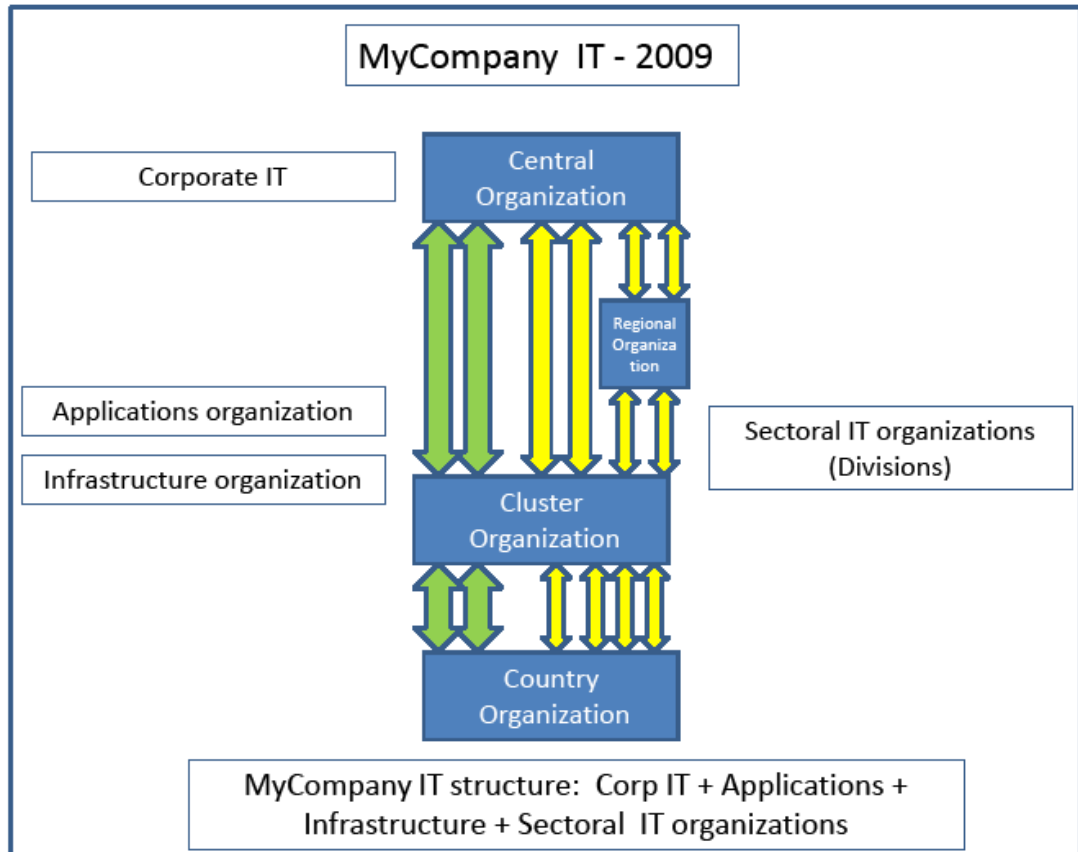 MyCompany IT - 2009
Central
Organization
Corporate IT
Regional
Organiza
tion
Applications organization
Sectoral IT organizations
(Divisions)
Infrastructure organization
Cluster
Organization
Country
Organization
MyCompany IT structure: Corp IT + Applications +
Infrastructure + Sectoral IT organizations